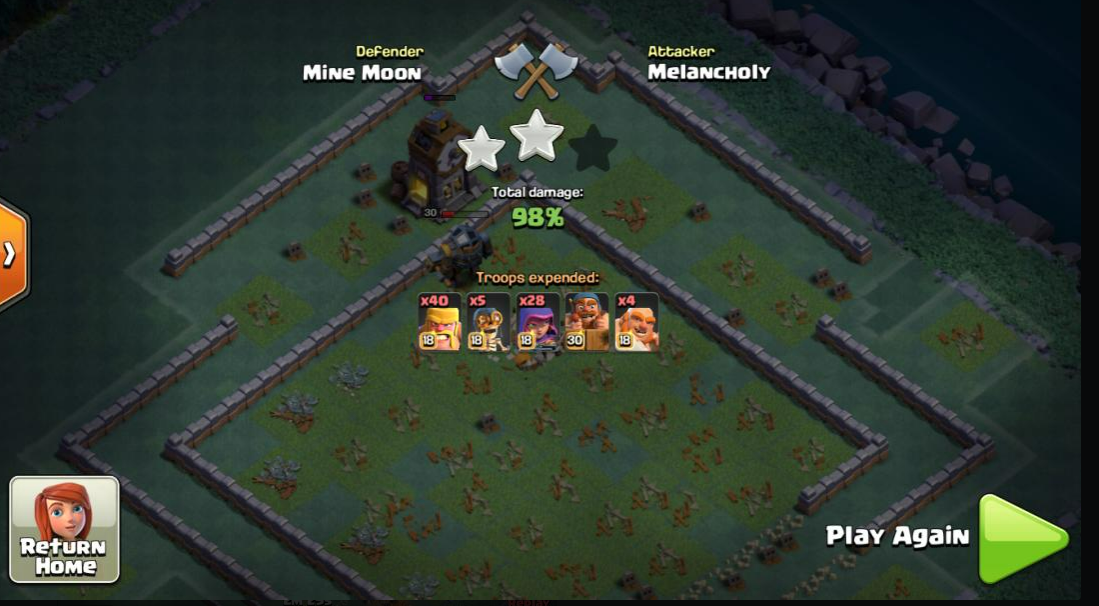 Defender
Mine Moon
Attacker
Melancholy
Total damage:
98%
30
Troops expended:
x40
x5
x28
x4
18
18
18
30
18
Return
Home
Play Again
Replay